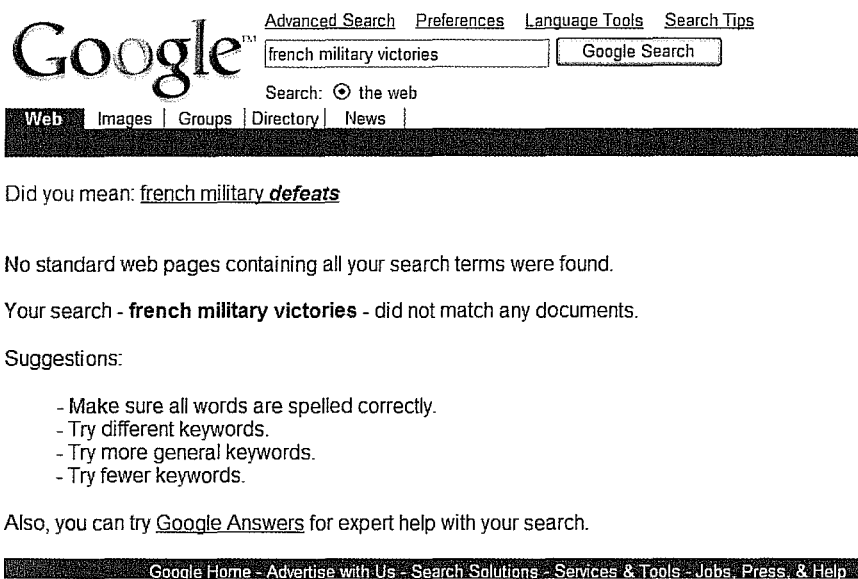 Advanced Search Preferences Language Tools Search Tips
Google TM
french military victories Google Search
Search: the web
Web Images Groups Directory News
Did you mean: french military defeats
No standard web pages containing all your search terms were found.
Your search - french military victories - did not match any documents.
Suggestions:
- Make sure all words are spelled correctly.
- Try different keywords.
- Try more general keywords.
- Try fewer keywords.
Also, you can try Google Answers for expert help with your search.
Google Home - Advertise with Us - Search Solutions - Services & Tools - Jobs, Press, & Help